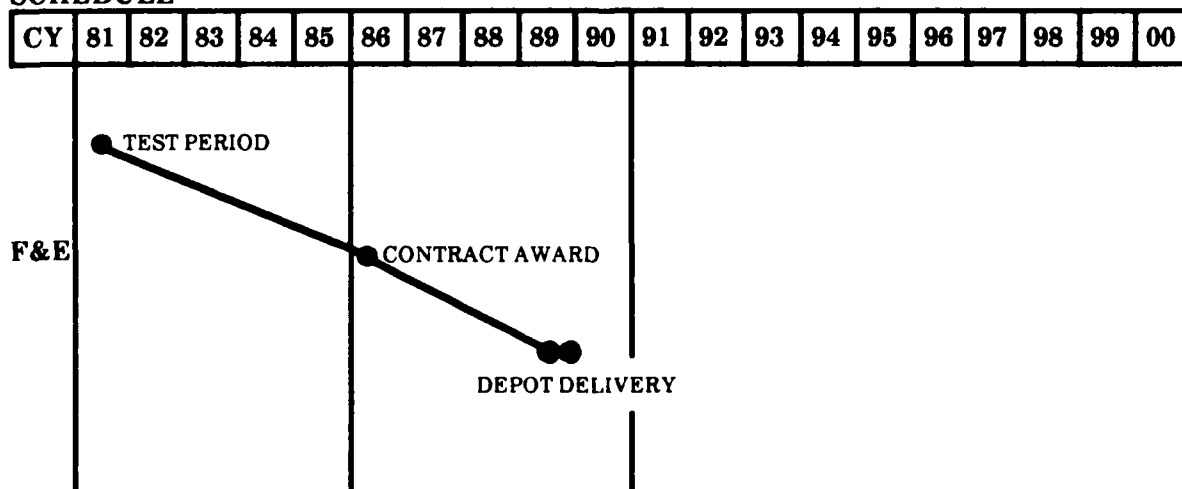 SCHEDULE
CY 81 82 83 84 85 86 87 88 89 90 91 92 93 94 95 96 97 98 99 00
TEST PERIOD
F&E
CONTRACT AWARD
DEPOT DELIVERY